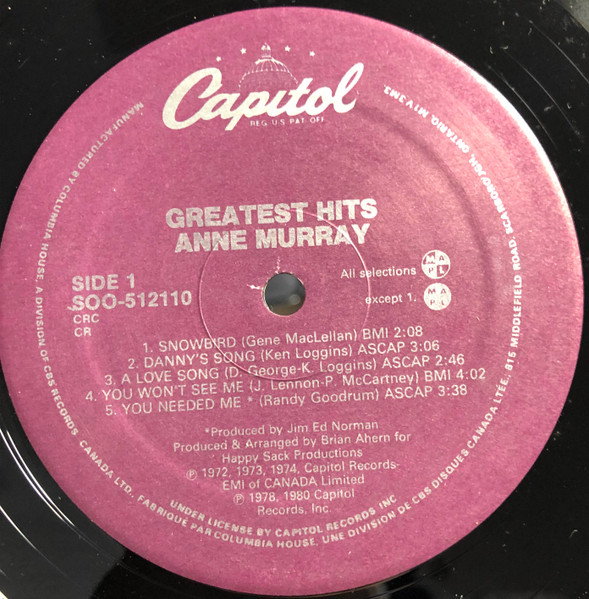 Capitol
REG. U.S. PAT. OFF.
GREATEST HITS
ANNE MURRAY
SIDE 1
SOO-512110
CRC
CR
All selections M A P L
except 1. M A P L
1. SNOWBIRD (Gene MacLellan) BMI 2:08
2. DANNY'S SONG (Ken Loggins) ASCAP 3:06
3. A LOVE SONG (D. George-K. Loggins) ASCAP 2:46
4. YOU WON'T SEE ME (J. Lennon-P. McCartney) BMI 4:02
5. YOU NEEDED ME * (Randy Goodrum) ASCAP 3:38
*Produced by Jim Ed Norman
Produced & Arranged by Brian Ahern for
Happy Sack Productions
℗ 1972, 1973, 1974, Capitol Records-
EMI of CANADA Limited
℗ 1978, 1980 Capitol
Records, Inc.
MANUFACTURED BY COLUMBIA HOUSE, A DIVISION OF CBS RECORDS CANADA LTD. FABRIQUÉ PAR COLUMBIA HOUSE, UNE DIVISION DE CBS DISQUES CANADA LTÉE, 815 MIDDLEFIELD ROAD, SCARBOROUGH, ONTARIO, M1V 3M3
UNDER LICENSE BY CAPITOL RECORDS INC